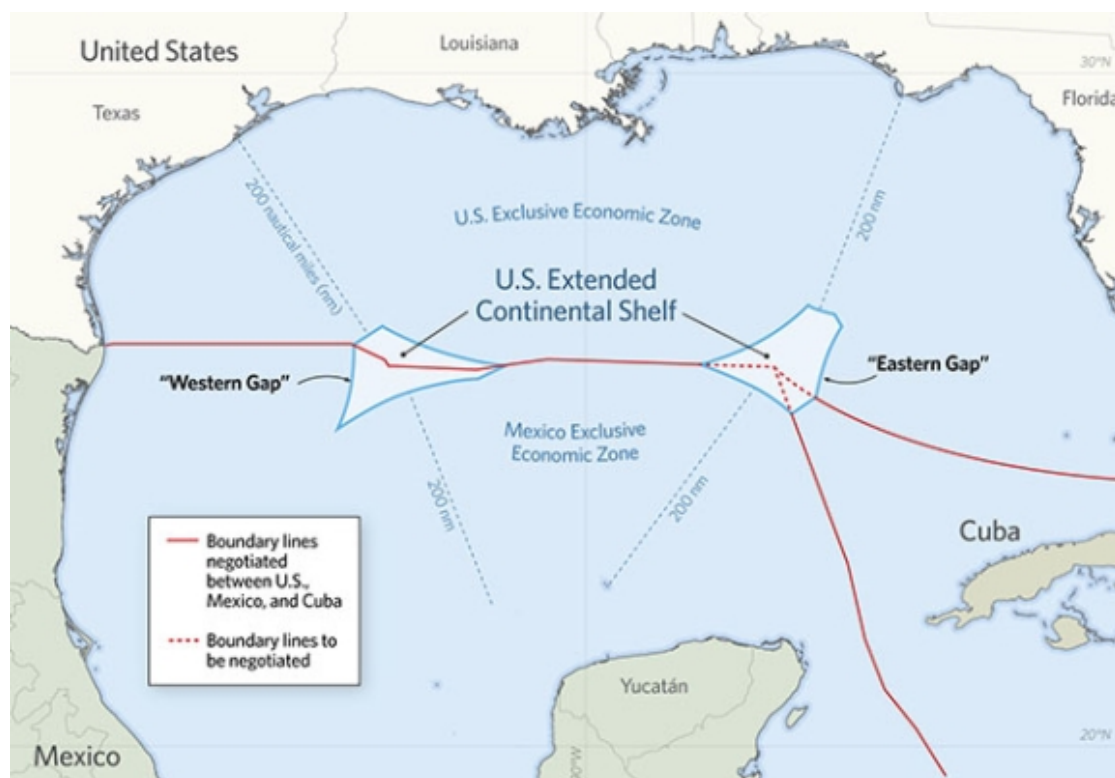 United States
Louisiana
Texas
30°N
Florida
200 nautical miles (nm)
U.S. Exclusive Economic Zone
200 nm
U.S. Extended
Continental Shelf
"Western Gap"
"Eastern Gap"
Mexico Exclusive
Economic Zone
200 nm
200 nm
Boundary lines
negotiated
between U.S.,
Mexico, and Cuba
Boundary lines to
be negotiated
Cuba
Yucatán
Mexico
20°N